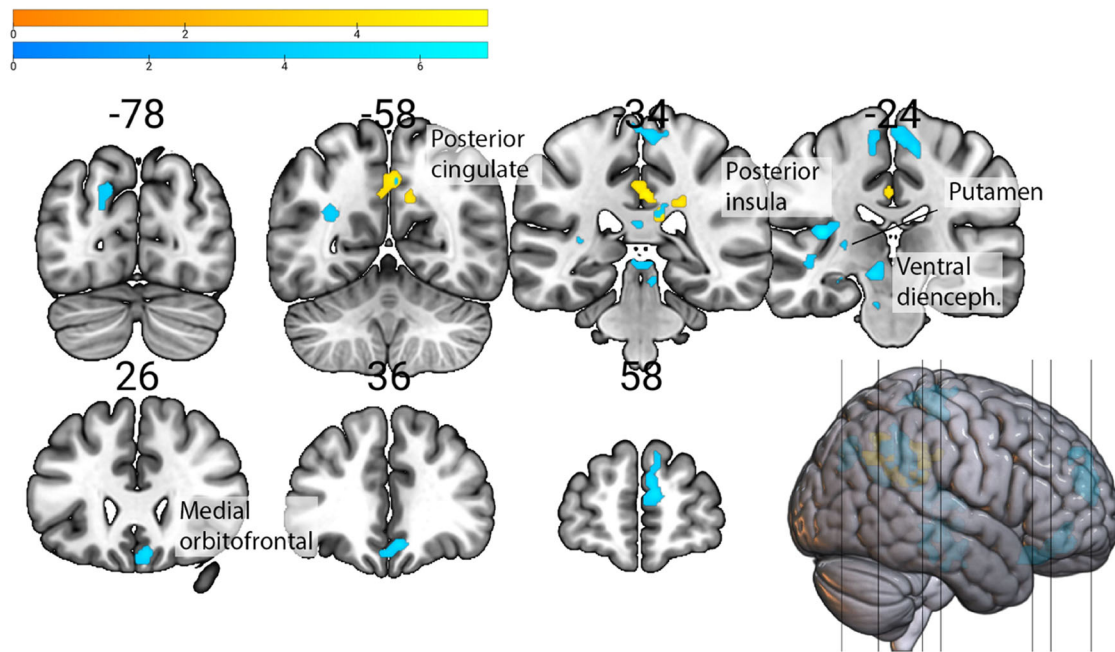 0 2 4
0 2 4 6
-78 -58 -34 -24
Posterior
cingulate
Posterior
insula
Putamen
Ventral
dienceph.
26 36 58
Medial
orbitofrontal